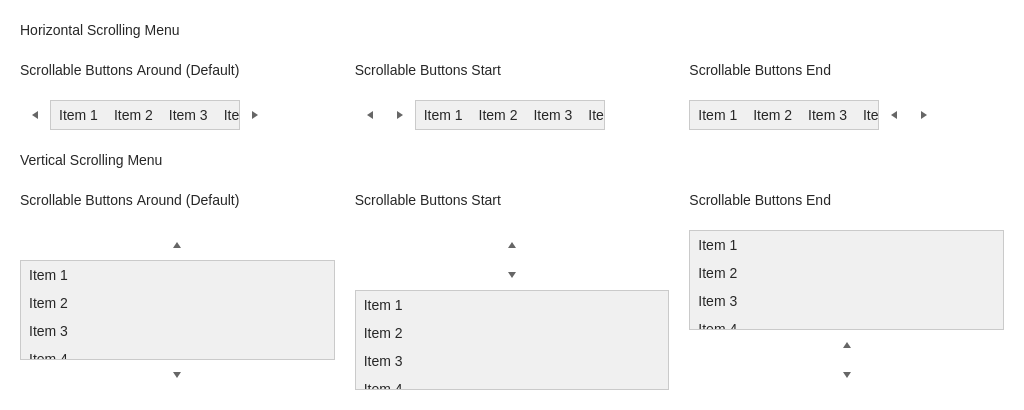 Horizontal Scrolling Menu
Scrollable Buttons Around (Default)
Scrollable Buttons Start
Scrollable Buttons End
Item 1 Item 2 Item 3 Ite
Item 1 Item 2 Item 3 Ite
Item 1 Item 2 Item 3 Ite
Vertical Scrolling Menu
Scrollable Buttons Around (Default)
Item 1
Item 2
Item 3
Item 4
Scrollable Buttons Start
Item 1
Item 2
Item 3
Item 4
Scrollable Buttons End
Item 1
Item 2
Item 3
Item 4